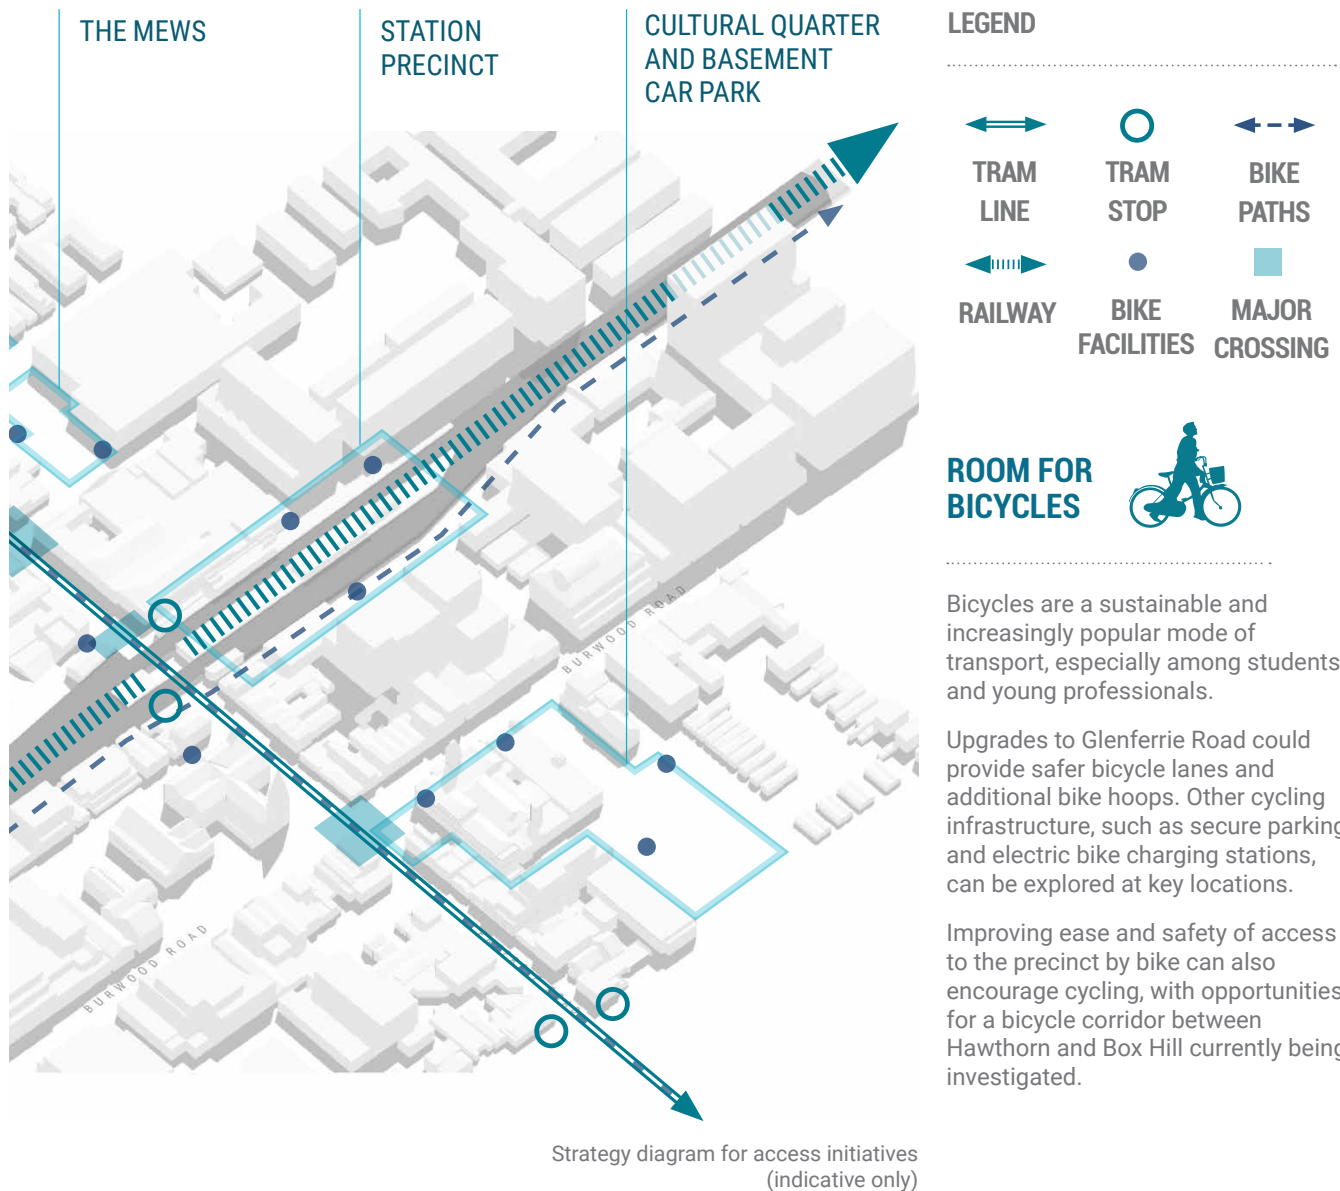 THE MEWS
STATION
PRECINCT
CULTURAL QUARTER
AND BASEMENT
CAR PARK
BURWOOD ROAD
BURWOOD ROAD
Strategy diagram for access initiatives
(indicative only)
LEGEND
TRAM
LINE
TRAM
STOP
BIKE
PATHS
RAILWAY
BIKE
FACILITIES
MAJOR
CROSSING
ROOM FOR
BICYCLES
Bicycles are a sustainable and
increasingly popular mode of
transport, especially among students
and young professionals.
Upgrades to Glenferrie Road could
provide safer bicycle lanes and
additional bike hoops. Other cycling
infrastructure, such as secure parking
and electric bike charging stations,
can be explored at key locations.
Improving ease and safety of access
to the precinct by bike can also
encourage cycling, with opportunities
for a bicycle corridor between
Hawthorn and Box Hill currently being
investigated.